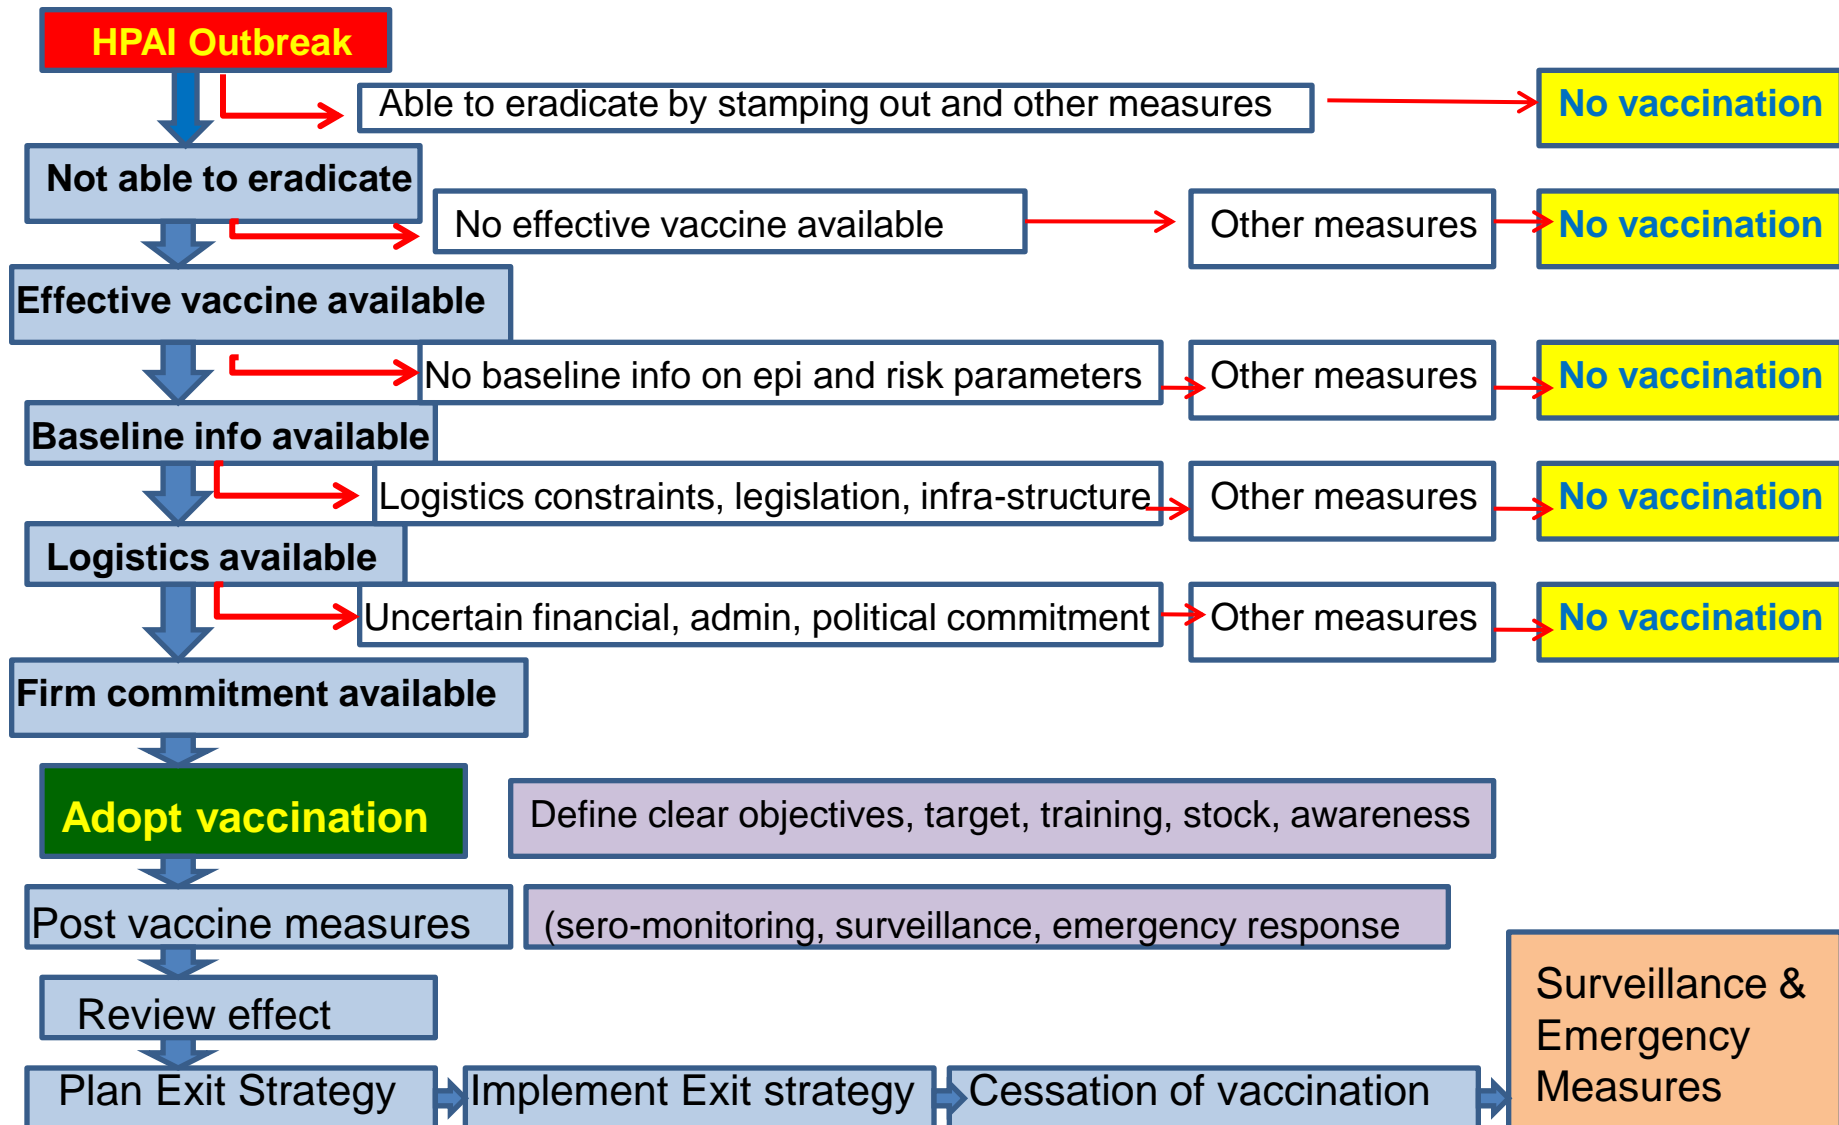 HPAI Outbreak
Able to eradicate by stamping out and other measures
No vaccination
Not able to eradicate
No effective vaccine available
Other measures
No vaccination
Effective vaccine available
No baseline info on epi and risk parameters
Other measures
No vaccination
Baseline info available
Logistics constraints, legislation, infra-structure
Other measures
No vaccination
Logistics available
Uncertain financial, admin, political commitment
Other measures
No vaccination
Firm commitment available
Adopt vaccination
Define clear objectives, target, training, stock, awareness
Post vaccine measures
(sero-monitoring, surveillance, emergency response
Review effect
Plan Exit Strategy
Implement Exit strategy
Cessation of vaccination
Surveillance &
Emergency
Measures